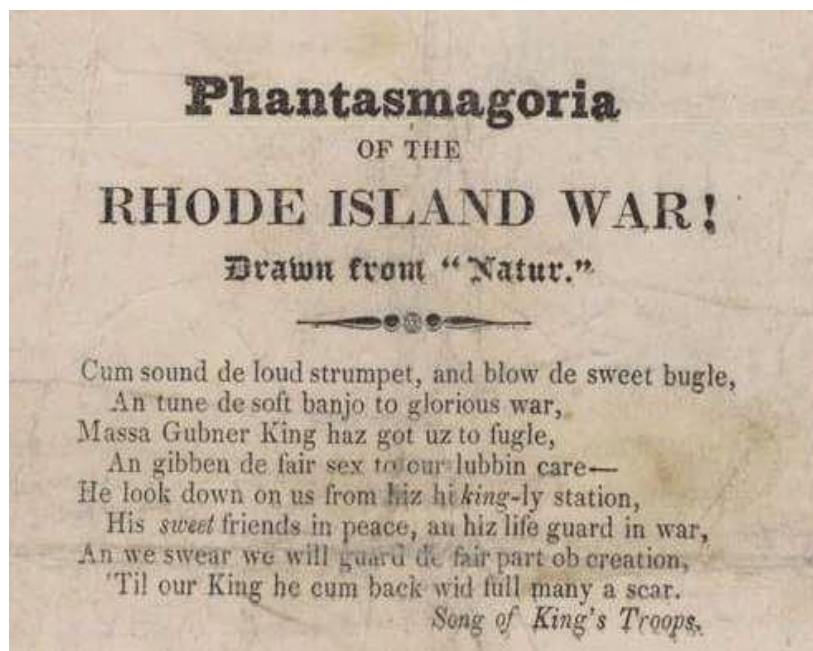 Phantasmagoria
OF THE
RHODE ISLAND WAR!
Drawn from “Natur.”
Cum sound de loud strumpet, and blow de sweet bugle,
An tune de soft banjo to glorious war,
Massa Gubner King haz got uz to fugle,
An gibben de fair sex to our lubbin care—
He look down on us from hiz hi king-ly station,
His sweet friends in peace, an hiz life guard in war,
An we swear we will guard de fair part ob creation,
'Til our King he cum back wid full many a scar.
Song of King's Troops.